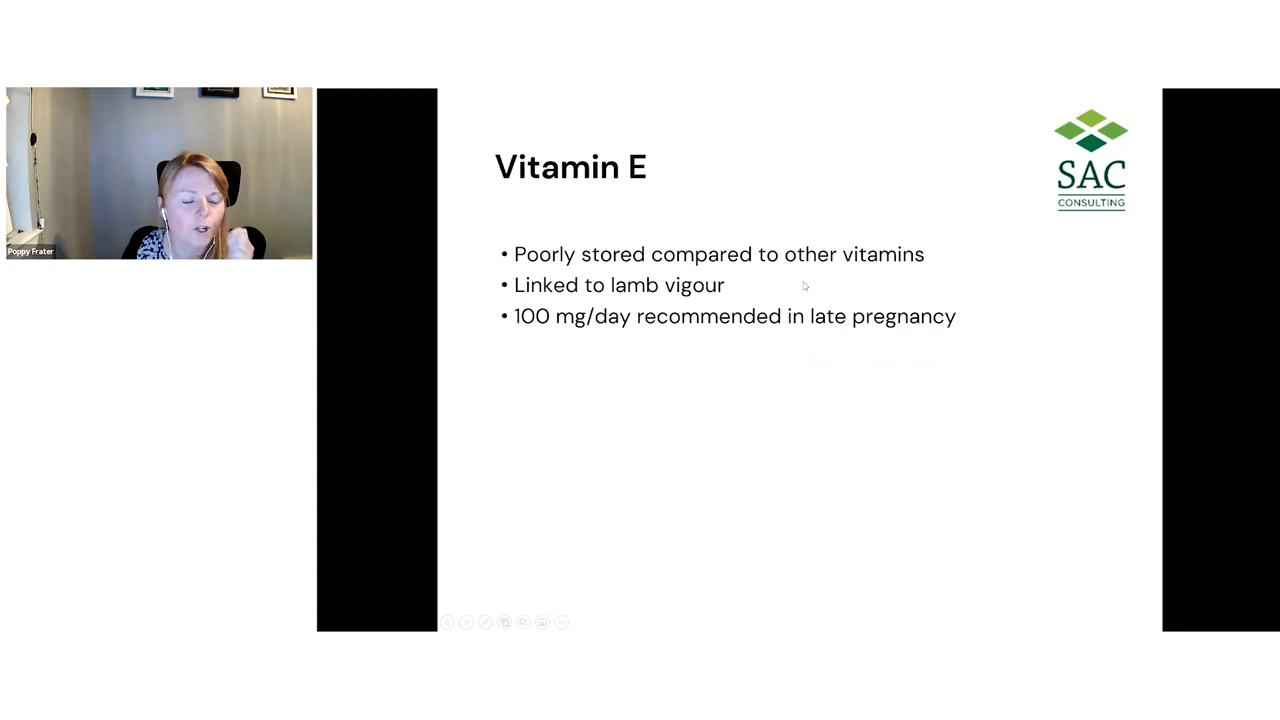 Poppy Frater
Vitamin E
SAC
CONSULTING
• Poorly stored compared to other vitamins
• Linked to lamb vigour
• 100 mg/day recommended in late pregnancy